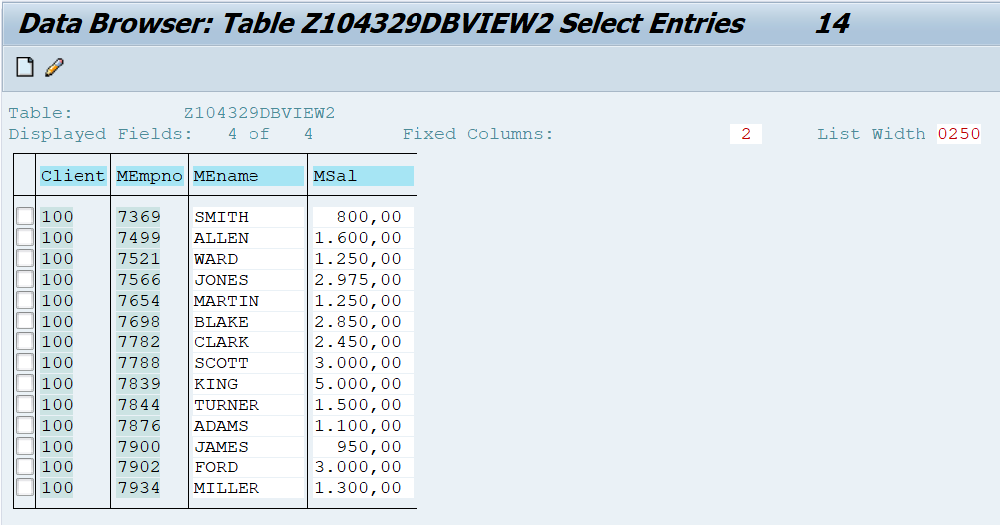 Data Browser: Table Z104329DBVIEW2 Select Entries 14
Table: Z104329DBVIEW2
Displayed Fields: 4 of 4 Fixed Columns: 2 List Width 0250
Client MEmpno MEname MSal
100 7369 SMITH 800,00
100 7499 ALLEN 1.600,00
100 7521 WARD 1.250,00
100 7566 JONES 2.975,00
100 7654 MARTIN 1.250,00
100 7698 BLAKE 2.850,00
100 7782 CLARK 2.450,00
100 7788 SCOTT 3.000,00
100 7839 KING 5.000,00
100 7844 TURNER 1.500,00
100 7876 ADAMS 1.100,00
100 7900 JAMES 950,00
100 7902 FORD 3.000,00
100 7934 MILLER 1.300,00